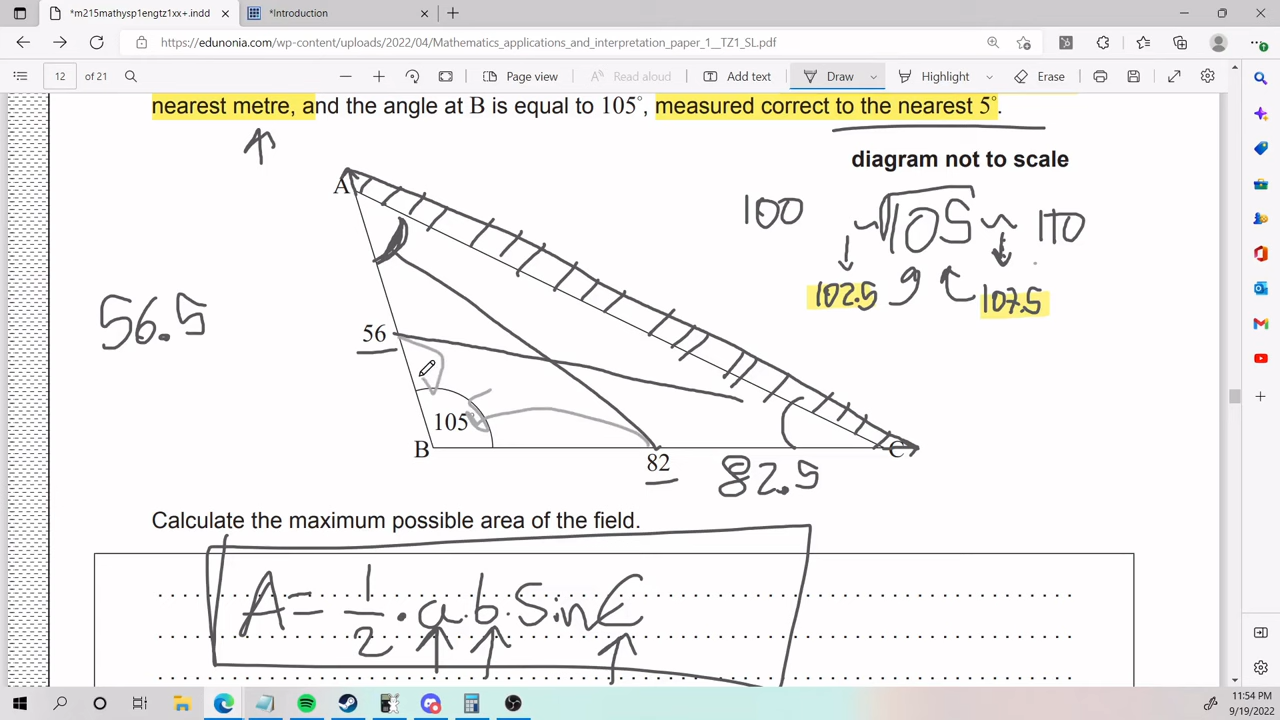 *m215mathysp1engtz1xx+.indd
*Introduction
https://edunonia.com/wp-content/uploads/2022/04/Mathematics_applications_and_interpretation_paper_1__TZ1_SL.pdf
12 of 21
Page view
Read aloud
Add text
Draw
Highlight
Erase
nearest metre, and the angle at B is equal to 105°, measured correct to the nearest 5°.
diagram not to scale
100 105 110
102.5 107.5
A
56.5
56
105
B
C
82
82.5
Calculate the maximum possible area of the field.
A = 1/2 · a · b · Sin C
11:54 PM
9/19/2022